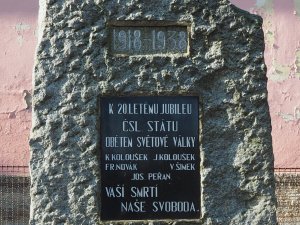 1918-1938
K 20LETÉMU JUBILEU
ČSL. STÁTU
OBĚTEM SVĚTOVÉ VÁLKY
K.KOLOUŠEK J.KOLOUŠEK
FR.NOVÁK V.ŠIMEK
JOS. PEŘAN
VAŠÍ SMRTÍ
NAŠE SVOBODA